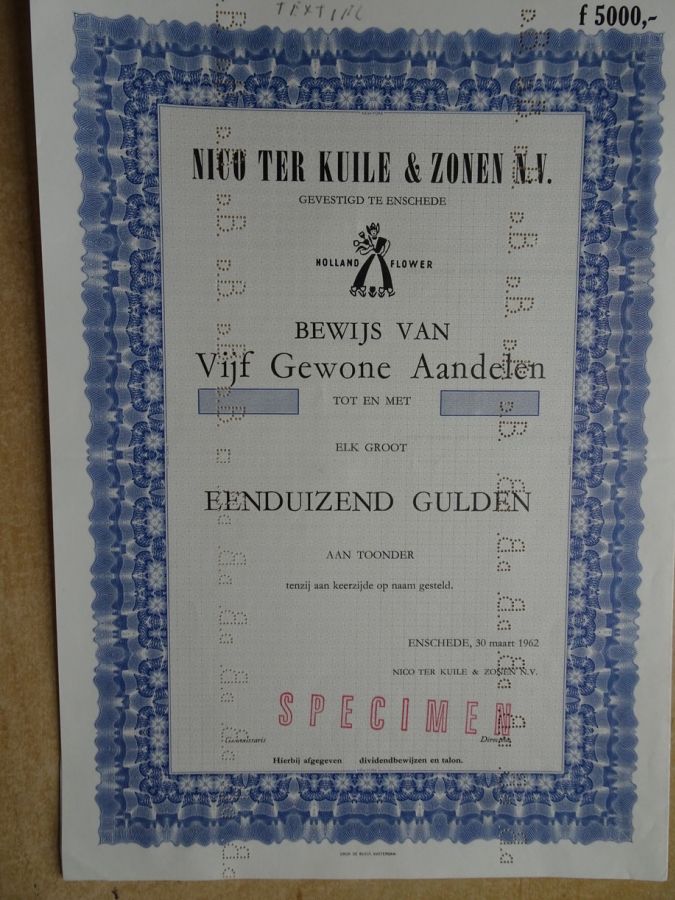 TEXTIEL
f 5000,-
NICO TER KUILE & ZONEN N.V.
GEVESTIGD TE ENSCHEDE
HOLLAND FLOWER
BEWIJS VAN
Vijf Gewone Aandelen
TOT EN MET
ELK GROOT
EENDUIZEND GULDEN
AAN TOONDER
tenzij aan keerzijde op naam gesteld.
ENSCHEDE, 30 maart 1962
NICO TER KUILE & ZONEN N.V.
SPECIMEN
Commissaris
Directie
Hierbij afgegeven dividendbewijzen en talon.